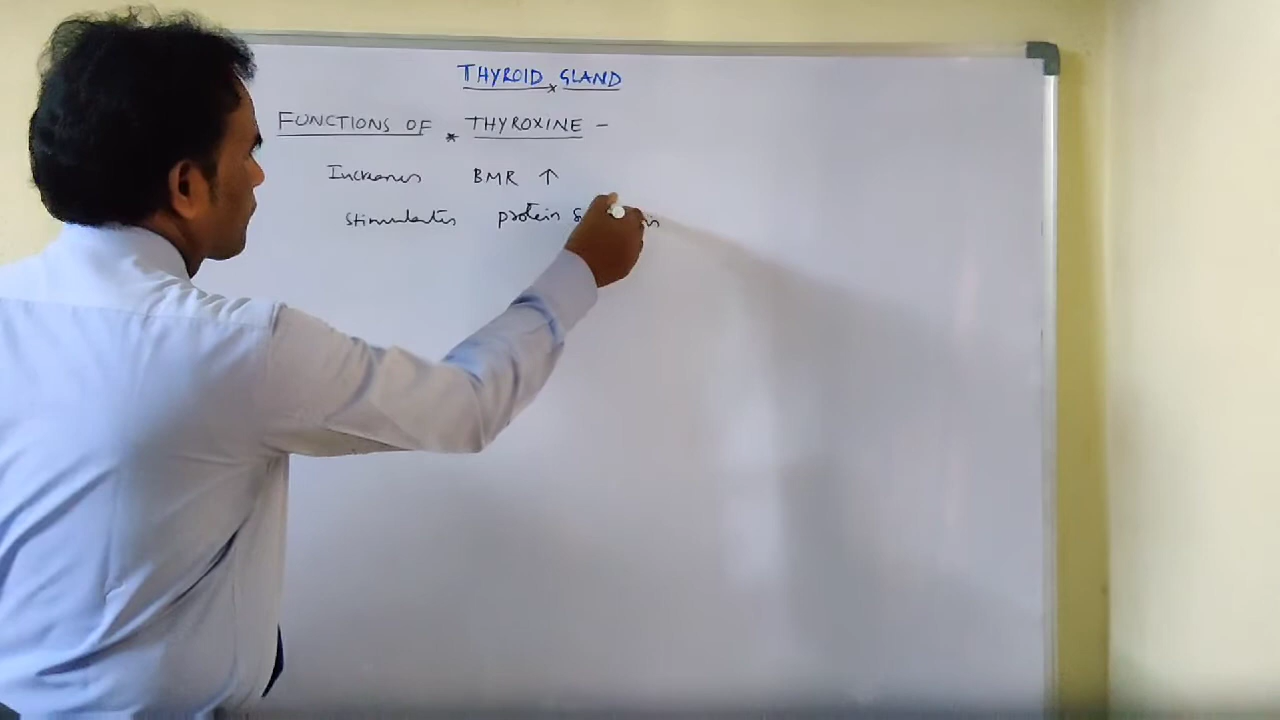 THYROID GLAND
FUNCTIONS OF THYROXINE -
Increases BMR ↑
Stimulates protein